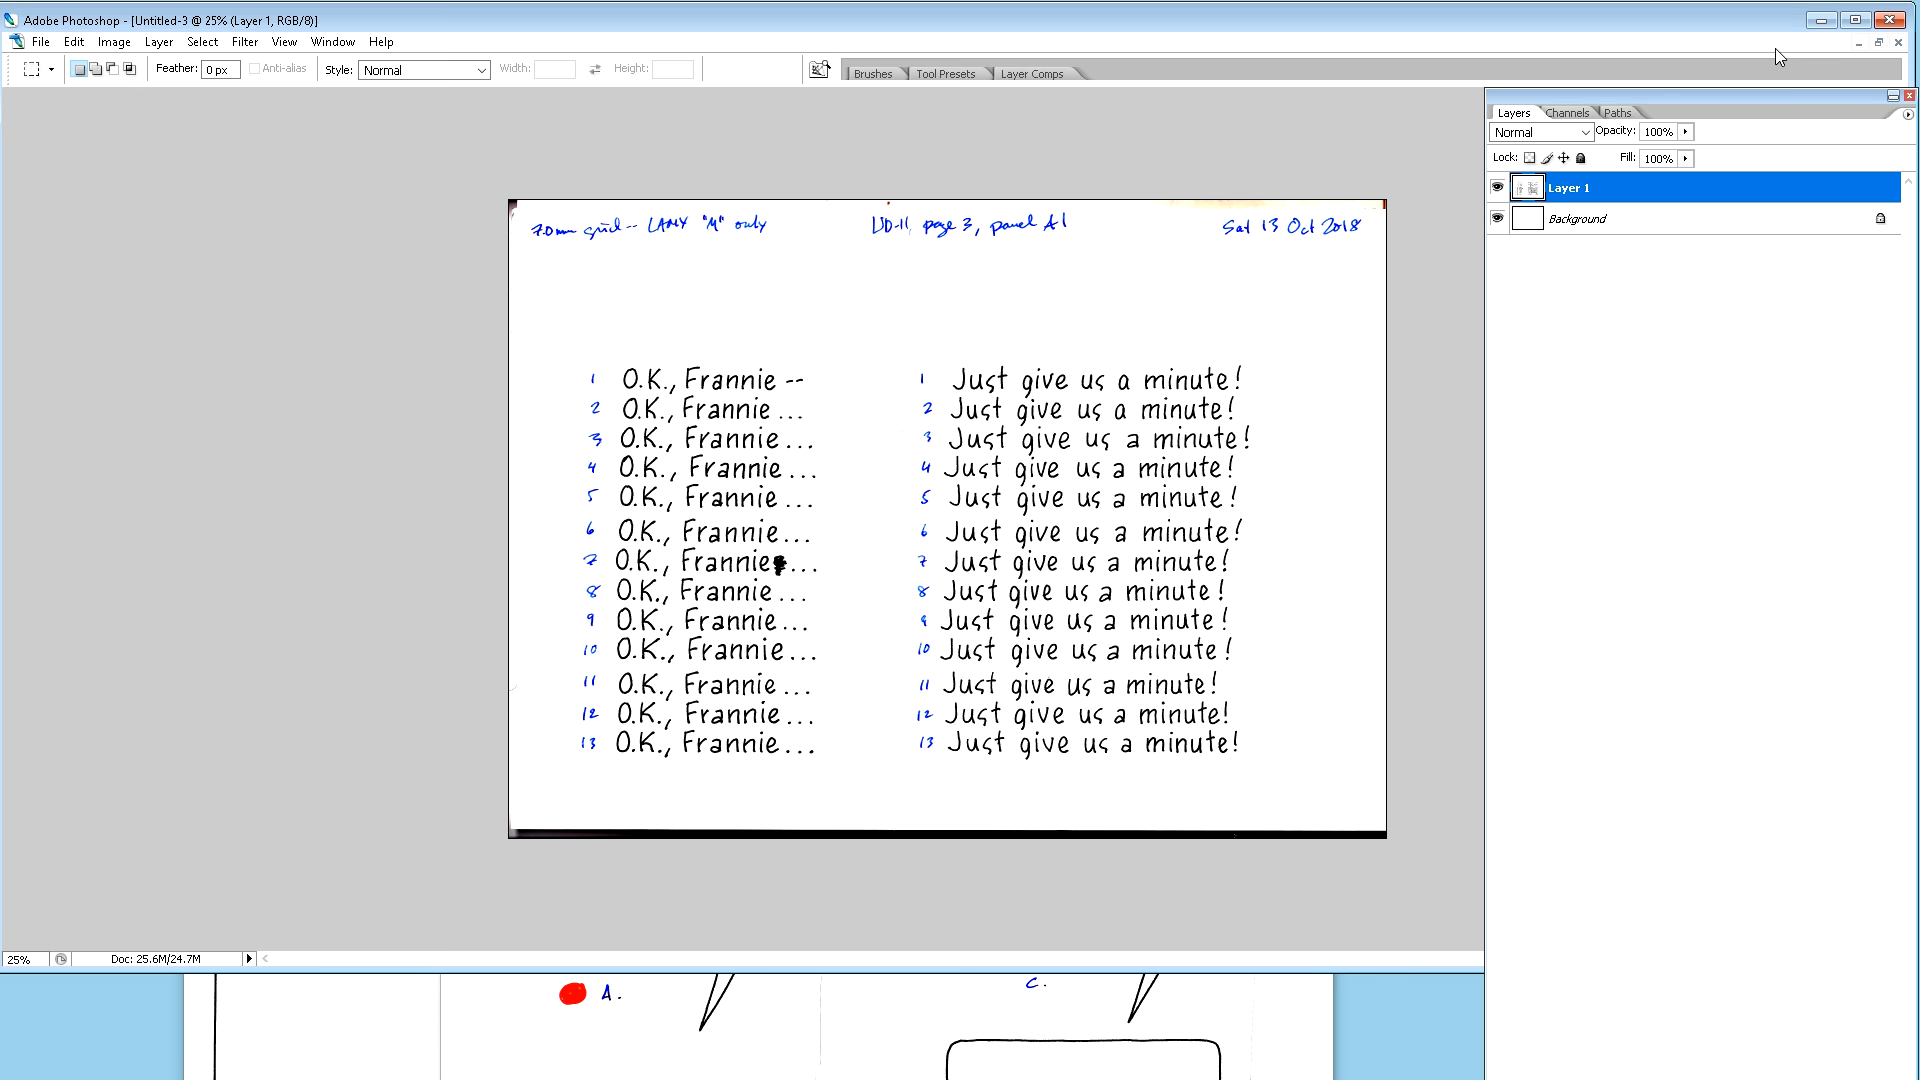 Adobe Photoshop - [Untitled-3 @ 25% (Layer 1, RGB/8)]
File Edit Image Layer Select Filter View Window Help
Feather: 0 px Anti-alias Style: Normal Width: Height: Brushes Tool Presets Layer Comps
Layers Channels Paths
Normal Opacity: 100%
Lock: Fill: 100%
Layer 1
Background
7.0mm grid -- LAMY "M" only UD-11, page 3, panel A1 Sat 13 Oct 2018
1 O.K., Frannie -- 1 Just give us a minute!
2 O.K., Frannie ... 2 Just give us a minute!
3 O.K., Frannie ... 3 Just give us a minute!
4 O.K., Frannie ... 4 Just give us a minute!
5 O.K., Frannie ... 5 Just give us a minute!
6 O.K., Frannie ... 6 Just give us a minute!
7 O.K., Frannie ... 7 Just give us a minute!
8 O.K., Frannie ... 8 Just give us a minute!
9 O.K., Frannie ... 9 Just give us a minute!
10 O.K., Frannie ... 10 Just give us a minute!
11 O.K., Frannie ... 11 Just give us a minute!
12 O.K., Frannie ... 12 Just give us a minute!
13 O.K., Frannie ... 13 Just give us a minute!
25% Doc: 25.6M/24.7M
A. C.